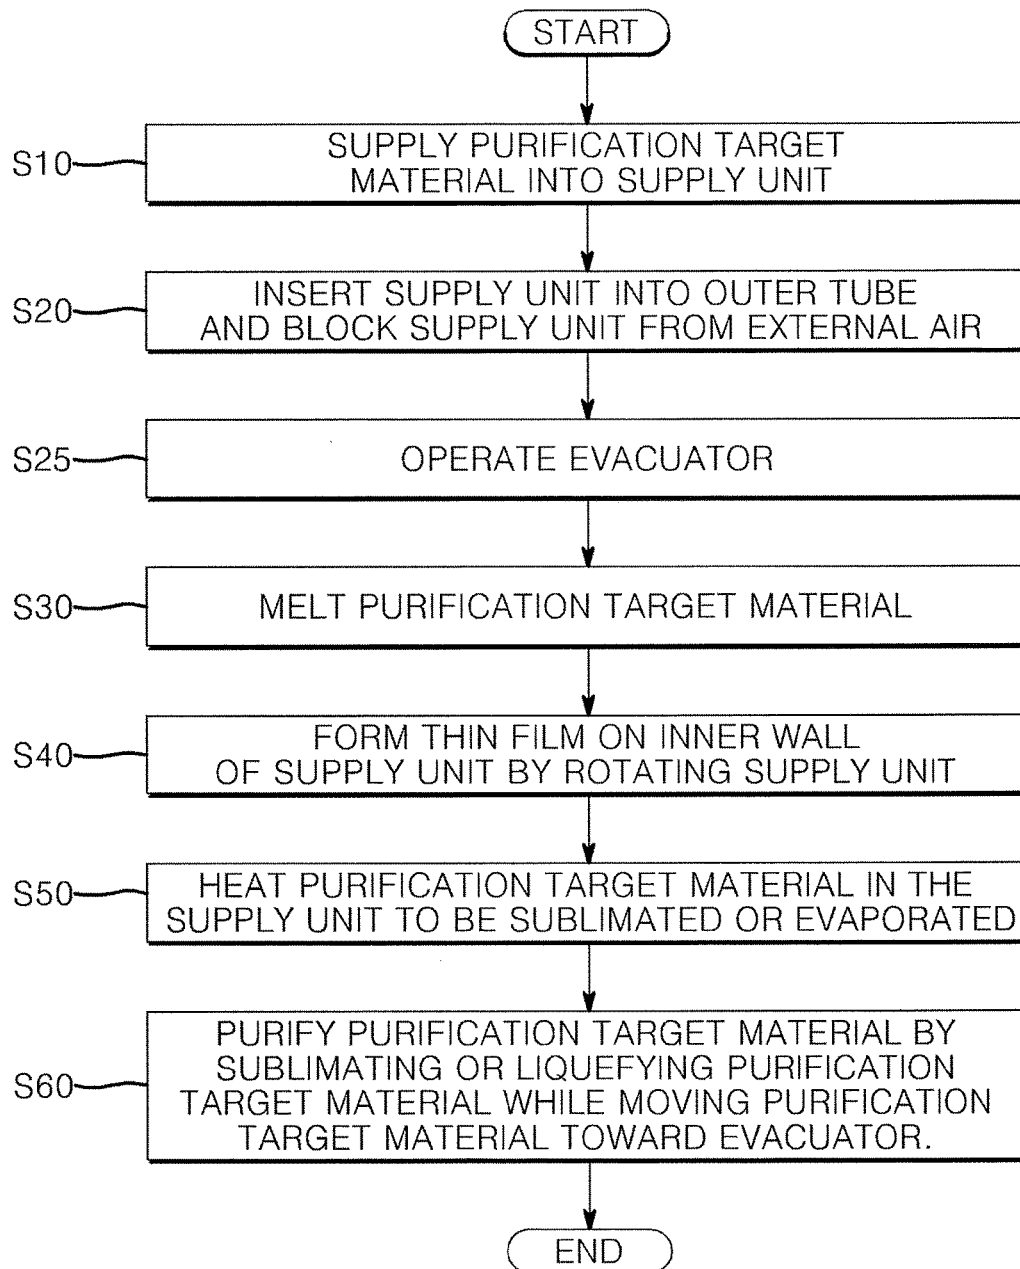 START
S10
SUPPLY PURIFICATION TARGET
MATERIAL INTO SUPPLY UNIT
S20
INSERT SUPPLY UNIT INTO OUTER TUBE
AND BLOCK SUPPLY UNIT FROM EXTERNAL AIR
S25
OPERATE EVACUATOR
S30
MELT PURIFICATION TARGET MATERIAL
S40
FORM THIN FILM ON INNER WALL
OF SUPPLY UNIT BY ROTATING SUPPLY UNIT
S50
HEAT PURIFICATION TARGET MATERIAL IN THE
SUPPLY UNIT TO BE SUBLIMATED OR EVAPORATED
S60
PURIFY PURIFICATION TARGET MATERIAL BY
SUBLIMATING OR LIQUEFYING PURIFICATION
TARGET MATERIAL WHILE MOVING PURIFICATION
TARGET MATERIAL TOWARD EVACUATOR.
END